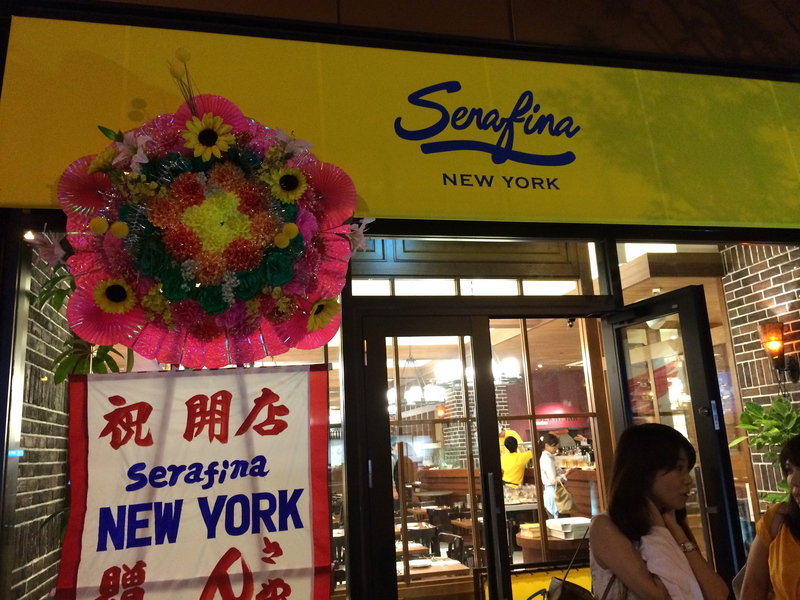 Serafina
NEW YORK
祝 開 店
serafina
NEW YORK
贈